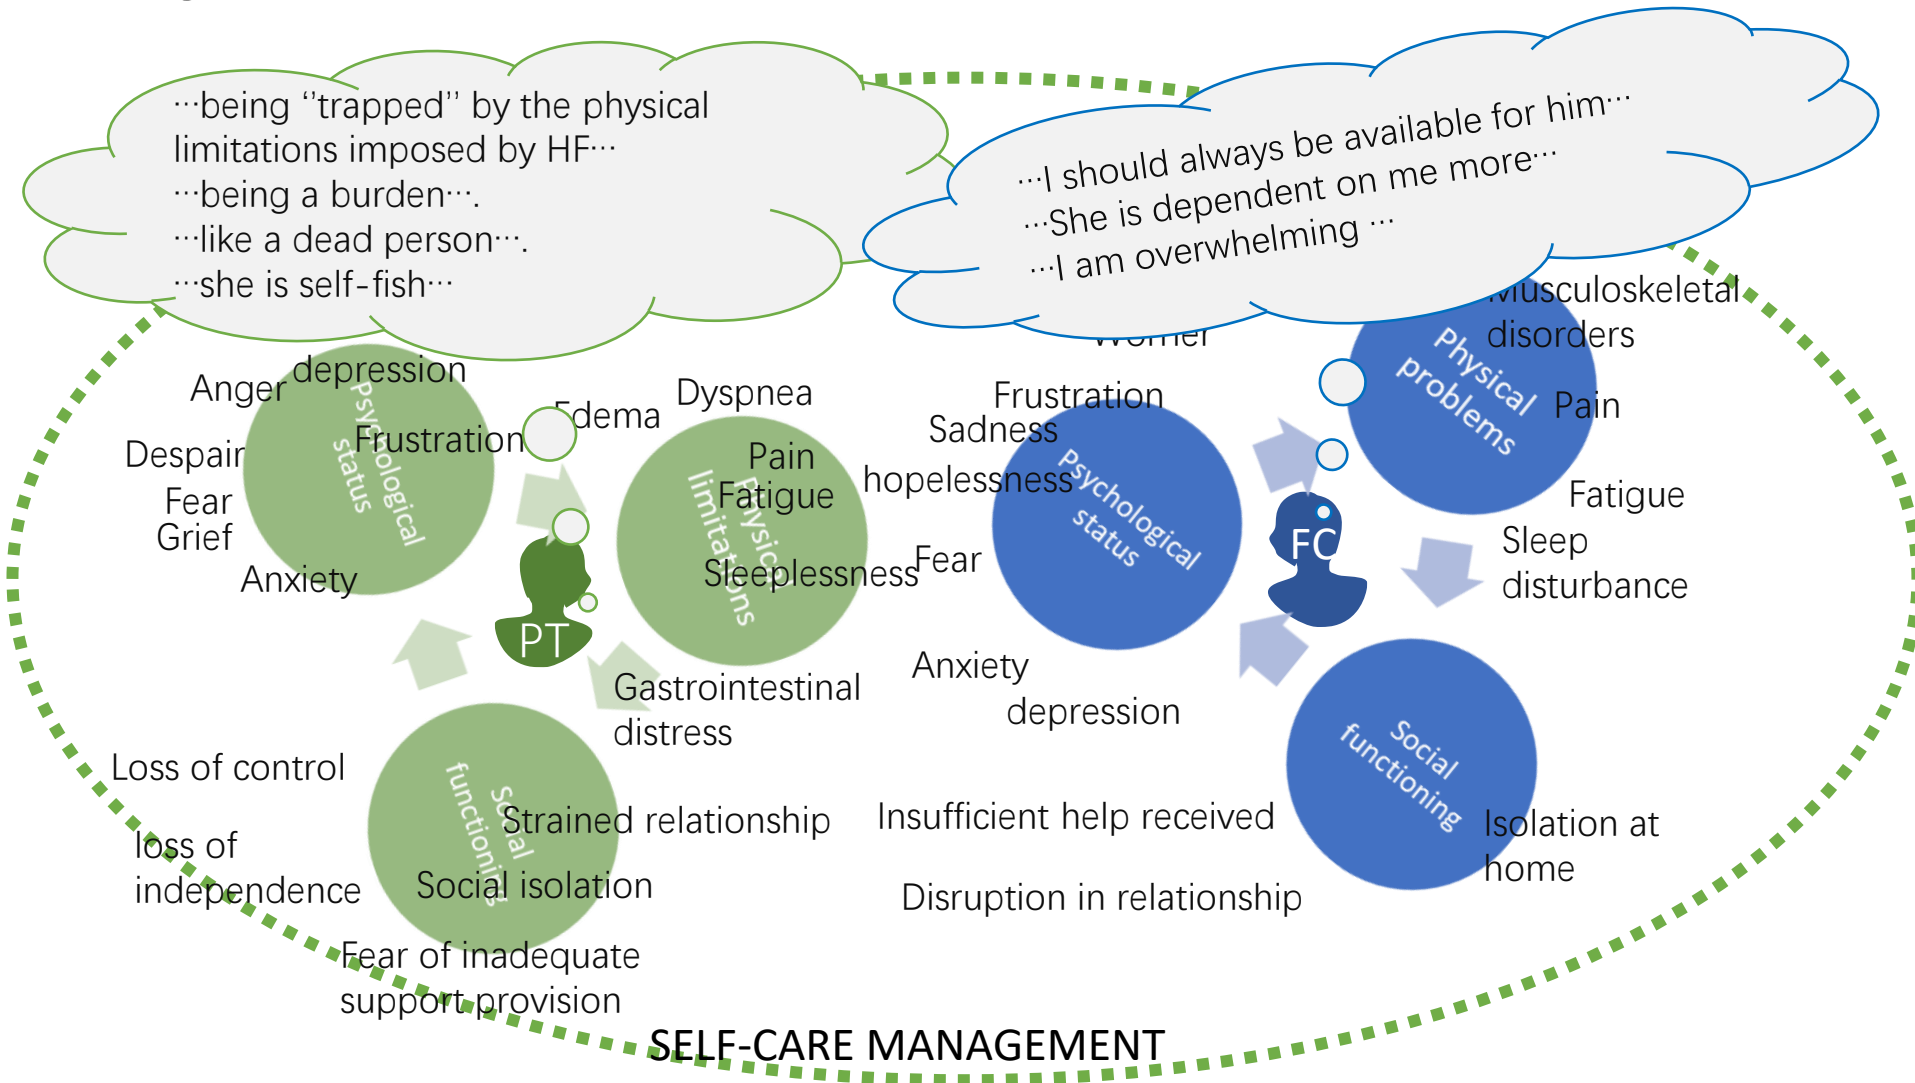 …being ‘’trapped’’ by the physical
limitations imposed by HF…
…being a burden….
…like a dead person….
…she is self-fish…
…I should always be available for him…
…She is dependent on me more…
…I am overwhelming …
depression
Anger
Psychological
status
Frustration
Despair
Fear
Grief
Anxiety
Edema
Dyspnea
Pain
Fatigue
Physical
limitations
Sleeplessness
PT
Gastrointestinal
distress
Loss of control
loss of
independence
Social
functioning
Strained relationship
Social isolation
Fear of inadequate
support provision
Frustration
Sadness
hopelessness
Psychological
status
Fear
Anxiety
depression
Musculoskeletal
disorders
Physical
problems
Pain
Fatigue
Sleep
disturbance
FC
Social
functioning
Insufficient help received
Isolation at
home
Disruption in relationship
SELF-CARE MANAGEMENT